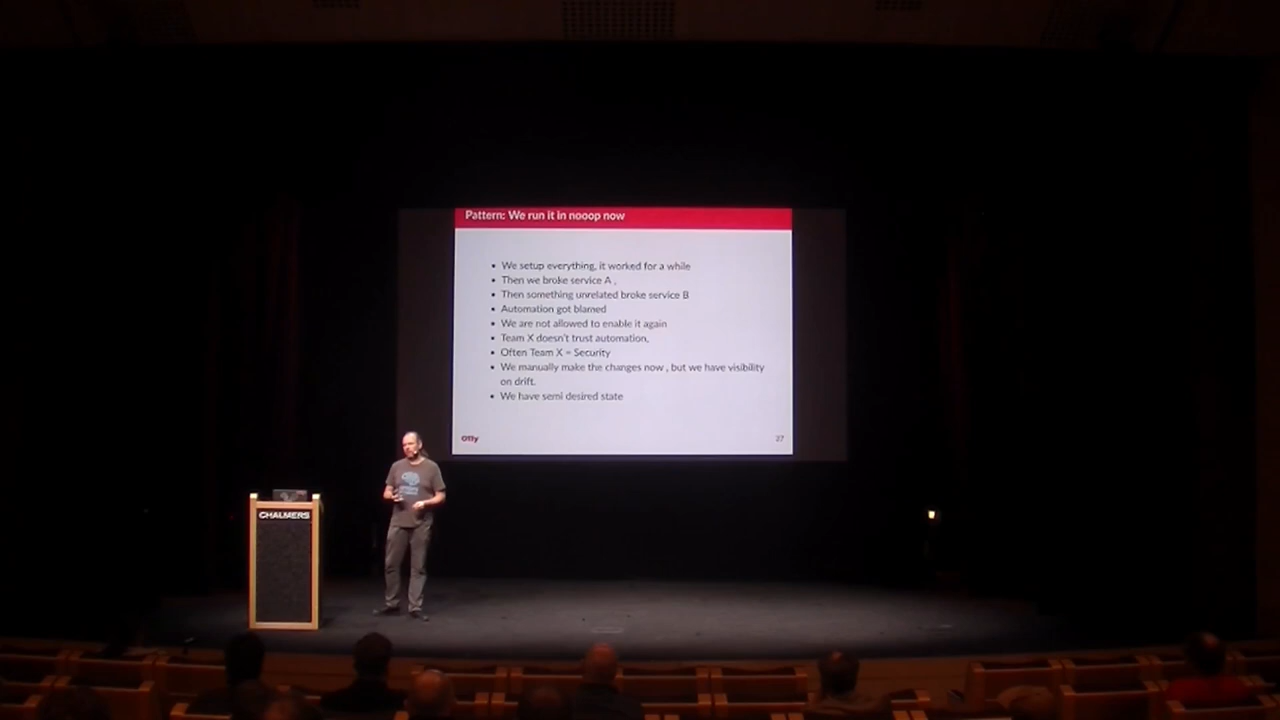 Pattern: We run it in nooop now
• We setup everything, it worked for a while
• Then we broke service A ,
• Then something unrelated broke service B
• Automation got blamed
• We are not allowed to enable it again
• Team X doesn't trust automation,
• Often Team X = Security
• We manually make the changes now , but we have visibility
on drift.
• We have semi desired state
O11y
27
CHALMERS